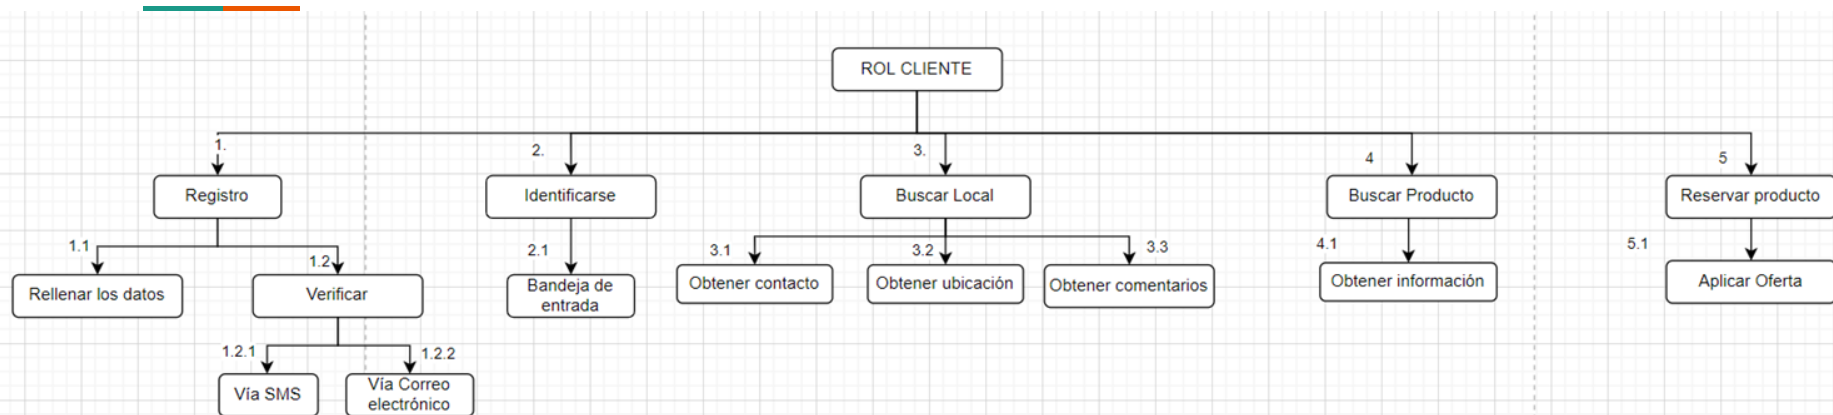 ROL CLIENTE
1.
2.
3.
4
5
Registro
Identificarse
Buscar Local
Buscar Producto
Reservar producto
1.1
1.2
2.1
3.1
3.2
3.3
4.1
5.1
Rellenar los datos
Verificar
Bandeja de
entrada
Obtener contacto
Obtener ubicación
Obtener comentarios
Obtener información
Aplicar Oferta
1.2.1
1.2.2
Vía SMS
Vía Correo
electrónico